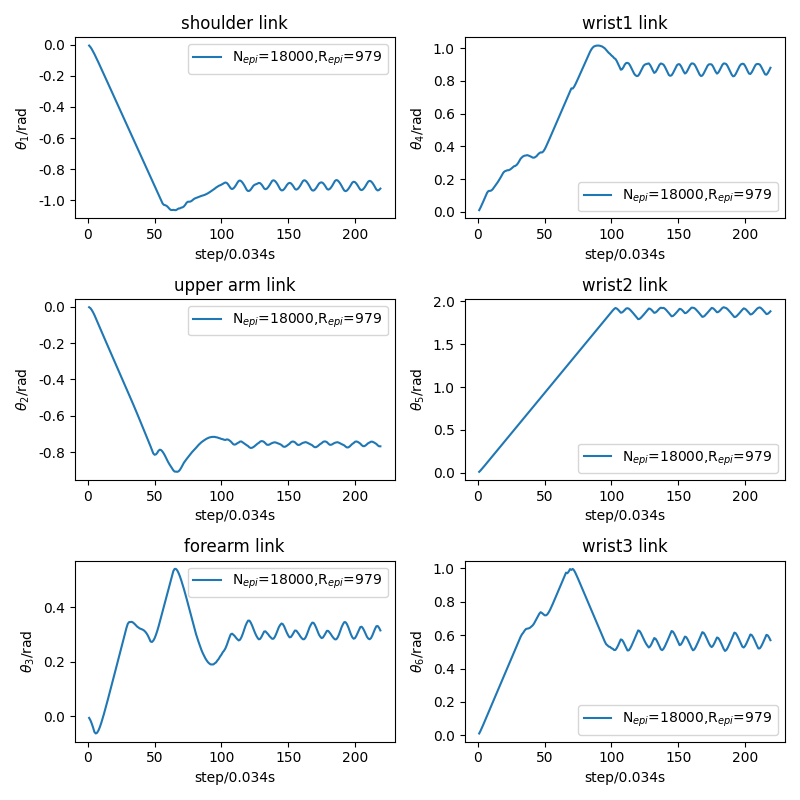 shoulder link
0.0
-0.2
-0.4
-0.6
-0.8
-1.0
θ1/rad
N_epi=18000,R_epi=979
0 50 100 150 200
step/0.034s
wrist1 link
1.0
0.8
0.6
0.4
0.2
0.0
θ4/rad
N_epi=18000,R_epi=979
0 50 100 150 200
step/0.034s
upper arm link
0.0
-0.2
-0.4
-0.6
-0.8
θ2/rad
N_epi=18000,R_epi=979
0 50 100 150 200
step/0.034s
wrist2 link
2.0
1.5
1.0
0.5
0.0
θ5/rad
N_epi=18000,R_epi=979
0 50 100 150 200
step/0.034s
forearm link
0.4
0.2
0.0
θ3/rad
N_epi=18000,R_epi=979
0 50 100 150 200
step/0.034s
wrist3 link
1.0
0.8
0.6
0.4
0.2
0.0
θ6/rad
N_epi=18000,R_epi=979
0 50 100 150 200
step/0.034s